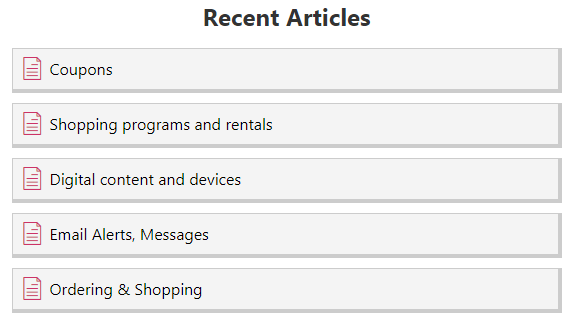 Recent Articles
Coupons
Shopping programs and rentals
Digital content and devices
Email Alerts, Messages
Ordering & Shopping